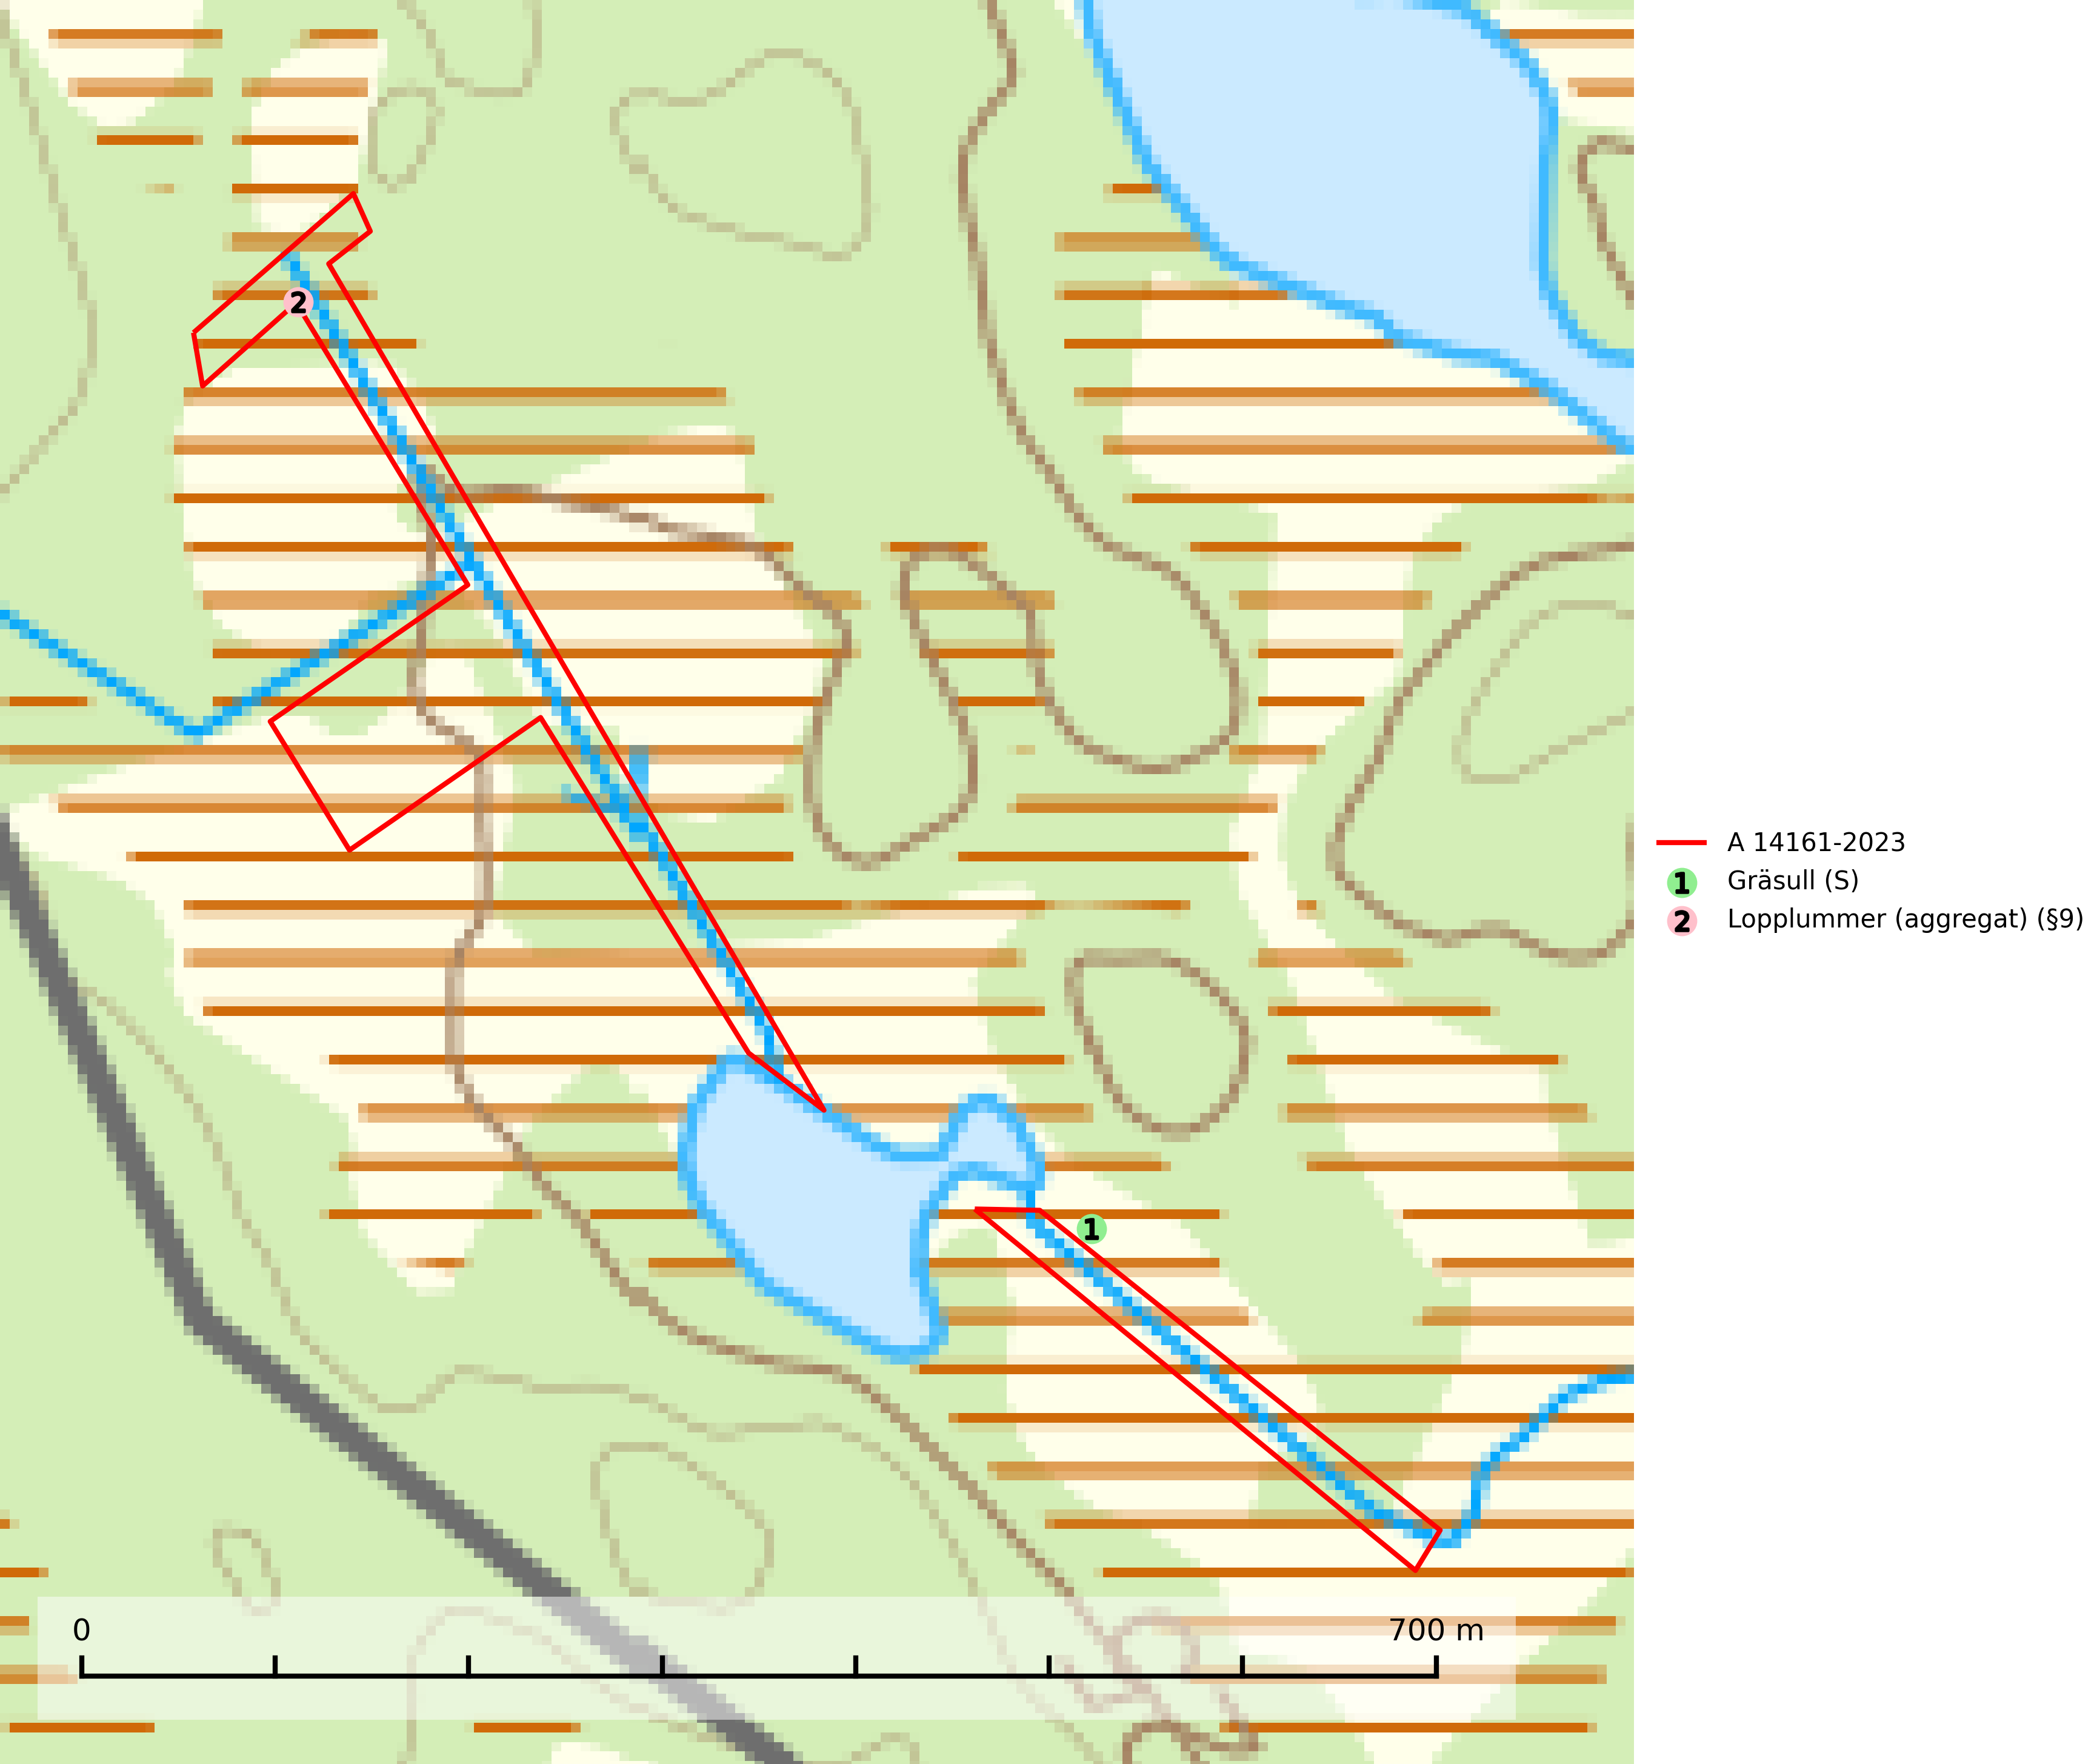 2
1
A 14161-2023
1 Gräsull (S)
2 Lopplummer (aggregat) (§9)
0 700 m